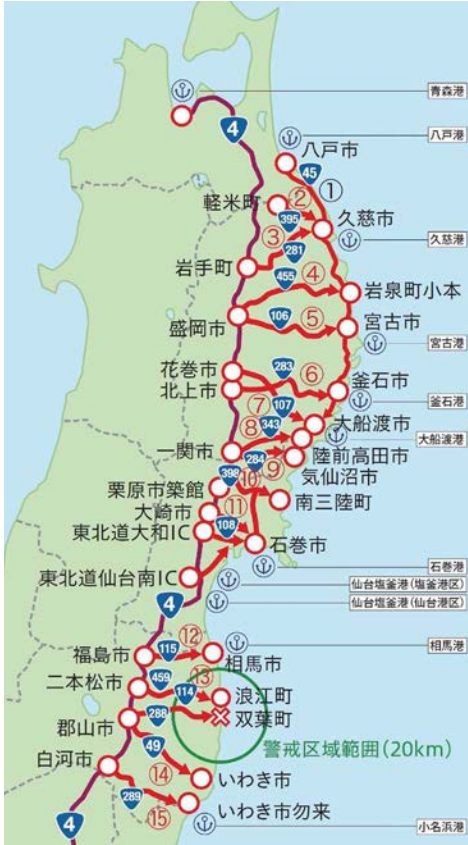 青森港
4
八戸港
八戸市
45
①
軽米町
②
395
久慈市
③
281
久慈港
岩手町
455
④
岩泉町小本
盛岡市
106
⑤
宮古市
宮古港
花巻市
283
⑥
北上市
釜石市
釜石港
⑦
107
大船渡市
大船渡港
⑧
343
陸前高田市
一関市
284
⑨
気仙沼市
398
⑩
栗原市築館
南三陸町
大崎市
⑪
東北道大和IC
108
石巻市
石巻港
東北道仙台南IC
仙台塩釜港(塩釜港区)
4
仙台塩釜港(仙台港区)
⑫
相馬港
福島市
115
相馬市
459
⑬
二本松市
114
浪江町
288
双葉町
郡山市
警戒区域範囲(20km)
49
白河市
⑭
いわき市
289
⑮
いわき市勿来
4
小名浜港